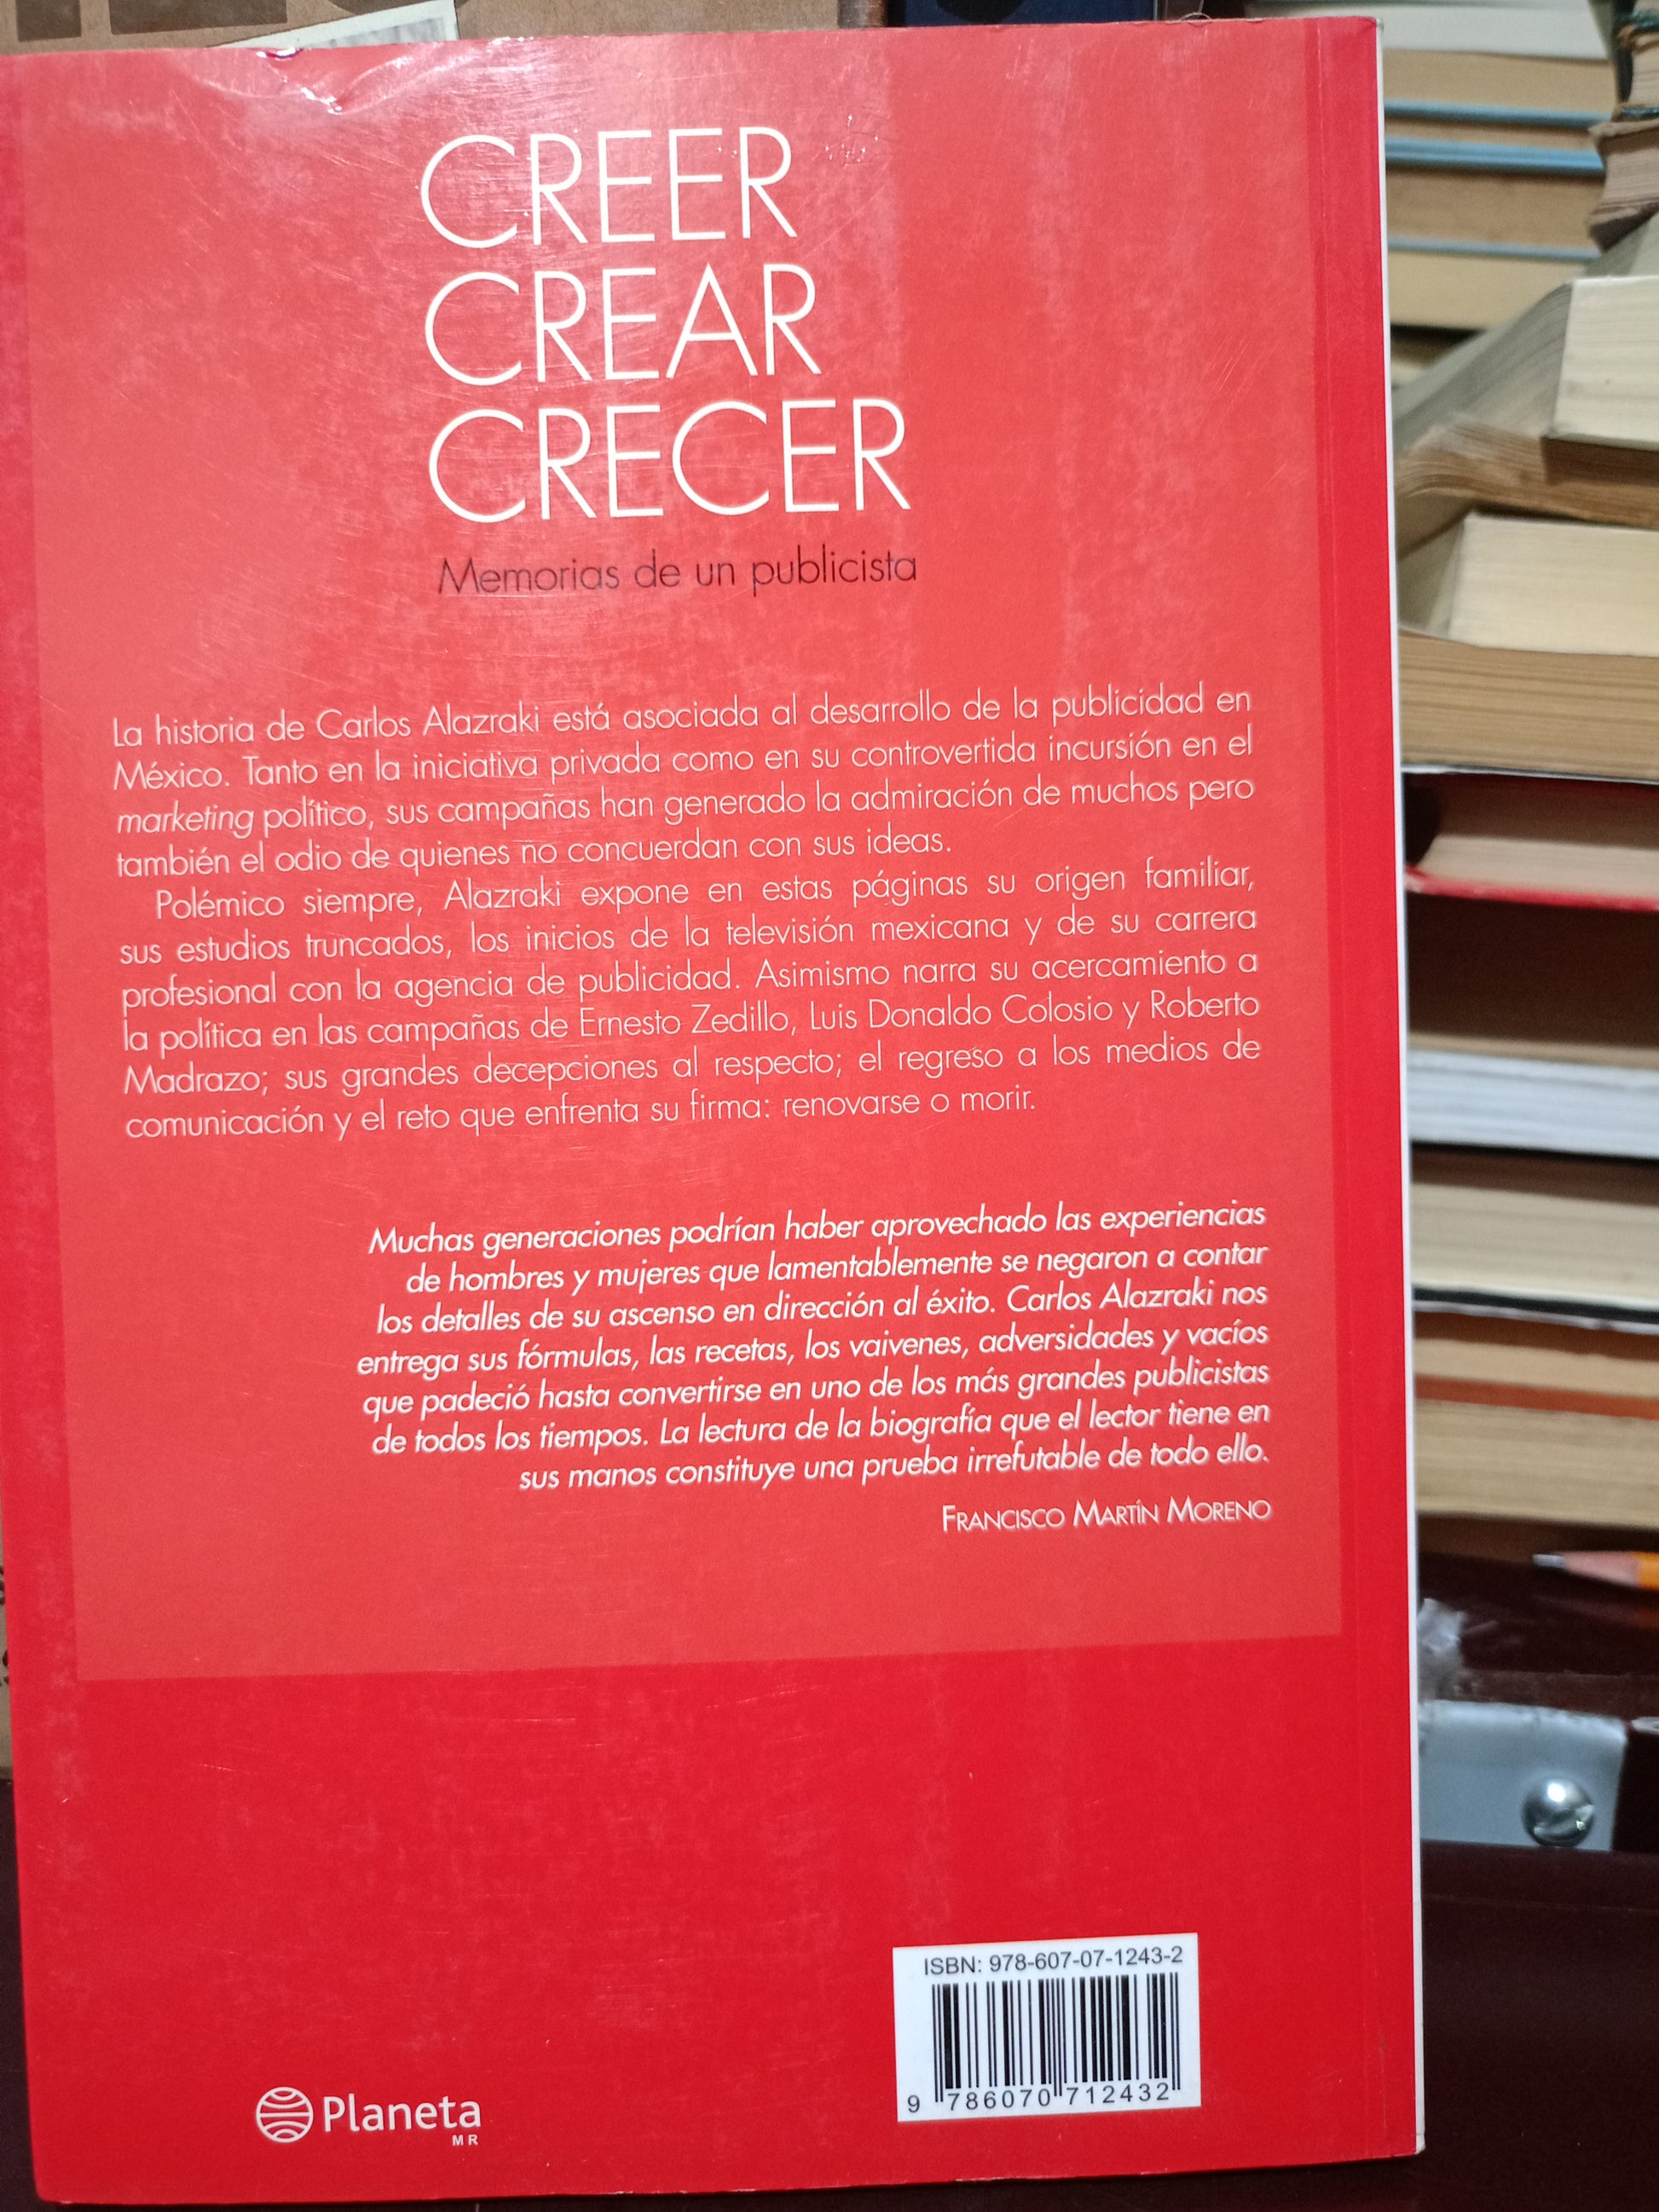 CREER
CREAR
CRECER
Memorias de un publicista
La historia de Carlos Alazraki está asociada al desarrollo de la publicidad en
México. Tanto en la iniciativa privada como en su controvertida incursión en el
marketing político, sus campañas han generado la admiración de muchos pero
también el odio de quienes no concuerdan con sus ideas.
Polémico siempre, Alazraki expone en estas páginas su origen familiar,
sus estudios truncados, los inicios de la televisión mexicana y de su carrera
profesional con la agencia de publicidad. Asimismo narra su acercamiento a
la política en las campañas de Ernesto Zedillo, Luis Donaldo Colosio y Roberto
Madrazo; sus grandes decepciones al respecto; el regreso a los medios de
comunicación y el reto que enfrenta su firma: renovarse o morir.
Muchas generaciones podrían haber aprovechado las experiencias
de hombres y mujeres que lamentablemente se negaron a contar
los detalles de su ascenso en dirección al éxito. Carlos Alazraki nos
entrega sus fórmulas, las recetas, los vaivenes, adversidades y vacíos
que padeció hasta convertirse en uno de los más grandes publicistas
de todos los tiempos. La lectura de la biografía que el lector tiene en
sus manos constituye una prueba irrefutable de todo ello.
FRANCISCO MARTÍN MORENO
ISBN: 978-607-07-1243-2
9 786070 712432
Planeta
MR